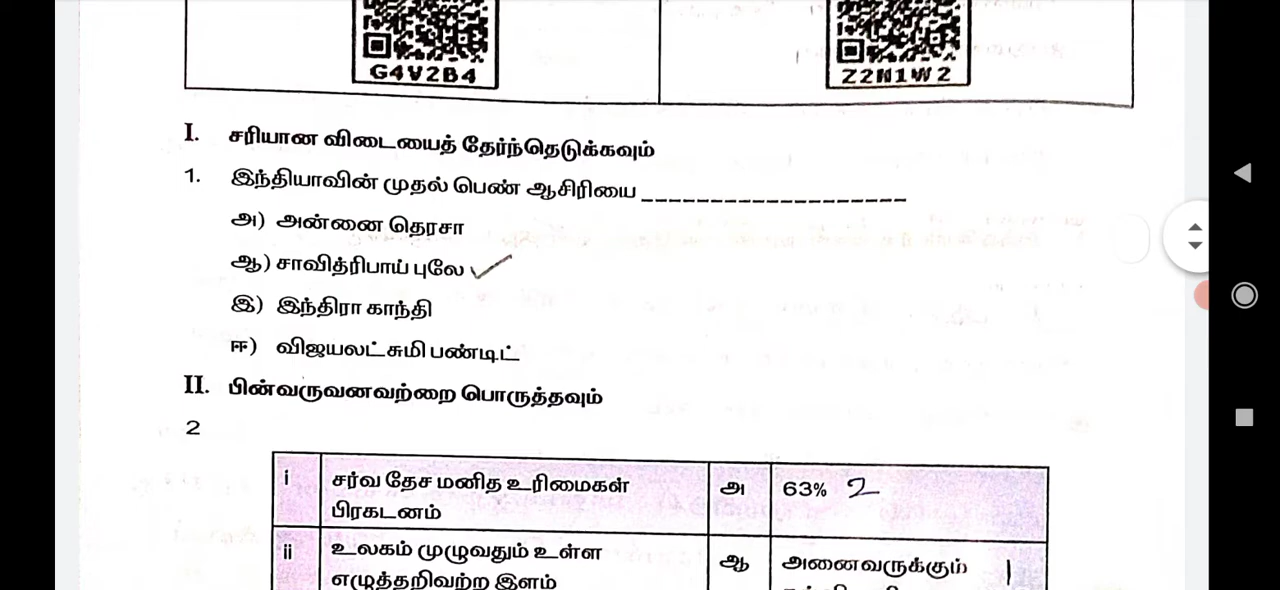 G4V2B4 Z2N1W2
I. சரியான விடையைத் தேர்ந்தெடுக்கவும்
1. இந்தியாவின் முதல் பெண் ஆசிரியை ___________________
அ) அன்னை தெரசா
ஆ) சாவித்ரிபாய் புலே ✓
இ) இந்திரா காந்தி
ஈ) விஜயலட்சுமி பண்டிட்
II. பின்வருவனவற்றை பொருத்தவும்
2
i சர்வ தேச மனித உரிமைகள் அ 63% 2
பிரகடனம்
ii உலகம் முழுவதும் உள்ள ஆ அனைவருக்கும் 1
எழுத்தறிவற்ற இளம்